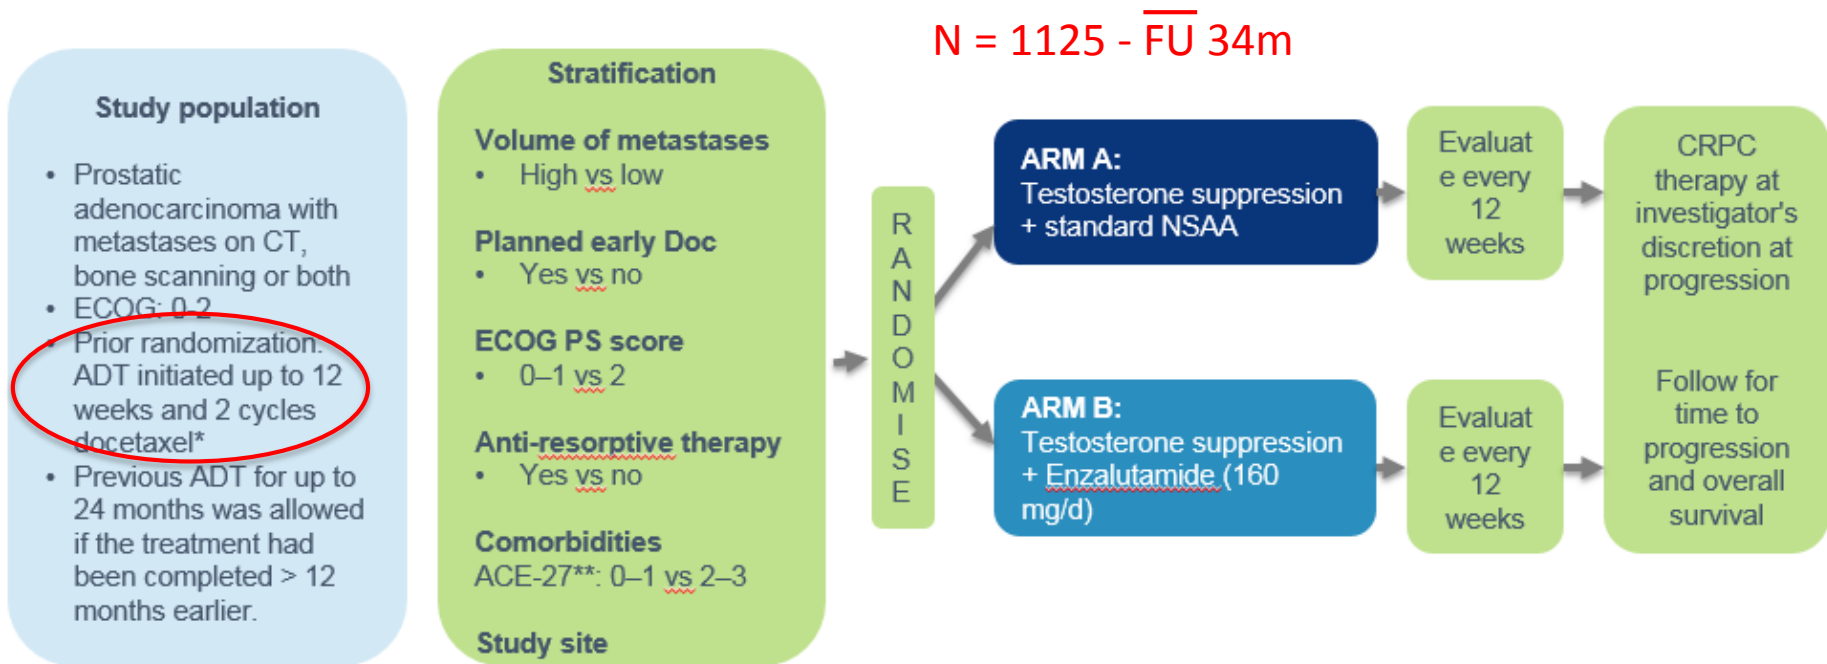 N = 1125 - FU 34m
Study population
• Prostatic
adenocarcinoma with
metastases on CT,
bone scanning or both
• ECOG: 0-2
• Prior randomization:
ADT initiated up to 12
weeks and 2 cycles
docetaxel*
• Previous ADT for up to
24 months was allowed
if the treatment had
been completed > 12
months earlier.
Stratification
Volume of metastases
• High vs low
Planned early Doc
• Yes vs no
ECOG PS score
• 0–1 vs 2
Anti-resorptive therapy
• Yes vs no
Comorbidities
ACE-27**: 0–1 vs 2–3
Study site
R
A
N
D
O
M
I
S
E
ARM A:
Testosterone suppression
+ standard NSAA
Evaluat
e every
12
weeks
ARM B:
Testosterone suppression
+ Enzalutamide (160
mg/d)
Evaluat
e every
12
weeks
CRPC
therapy at
investigator's
discretion at
progression
Follow for
time to
progression
and overall
survival